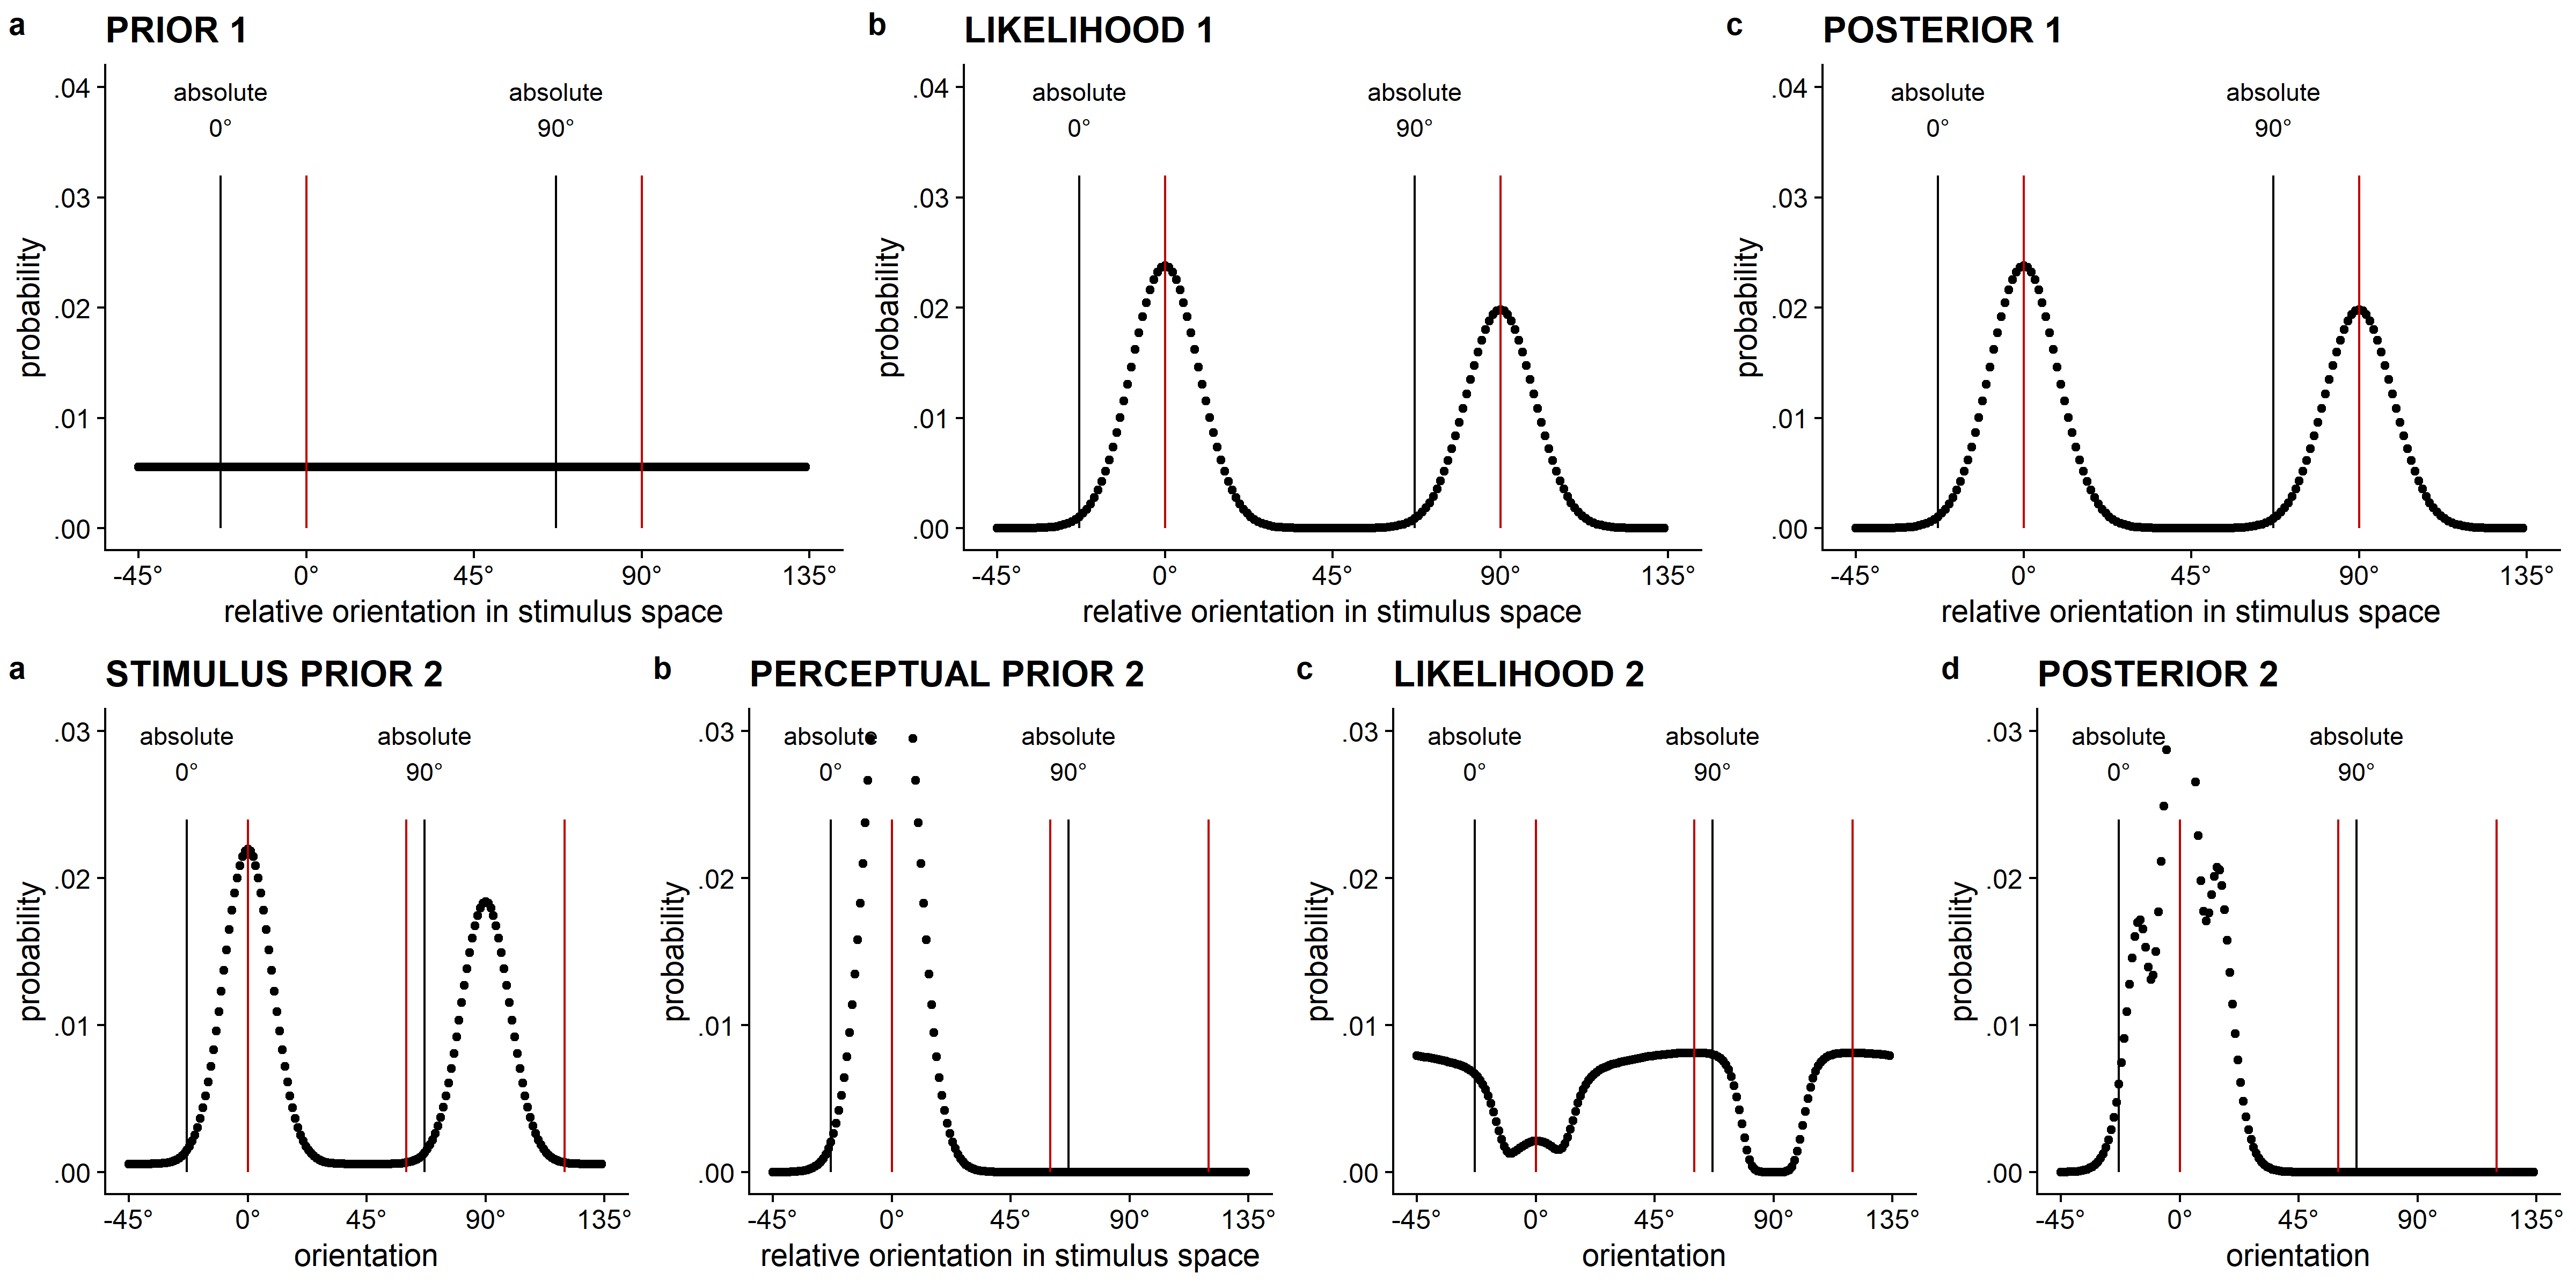 a PRIOR 1
.04
.03
.02
.01
.00
probability
absolute
0°
absolute
90°
-45° 0° 45° 90° 135°
relative orientation in stimulus space
b LIKELIHOOD 1
.04
.03
.02
.01
.00
probability
absolute
0°
absolute
90°
-45° 0° 45° 90° 135°
relative orientation in stimulus space
c POSTERIOR 1
.04
.03
.02
.01
.00
probability
absolute
0°
absolute
90°
-45° 0° 45° 90° 135°
relative orientation in stimulus space
a STIMULUS PRIOR 2
.03
.02
.01
.00
probability
absolute
0°
absolute
90°
-45° 0° 45° 90° 135°
orientation
b PERCEPTUAL PRIOR 2
.03
.02
.01
.00
probability
absolute
0°
absolute
90°
-45° 0° 45° 90° 135°
relative orientation in stimulus space
c LIKELIHOOD 2
.03
.02
.01
.00
probability
absolute
0°
absolute
90°
-45° 0° 45° 90° 135°
orientation
d POSTERIOR 2
.03
.02
.01
.00
probability
absolute
0°
absolute
90°
-45° 0° 45° 90° 135°
orientation